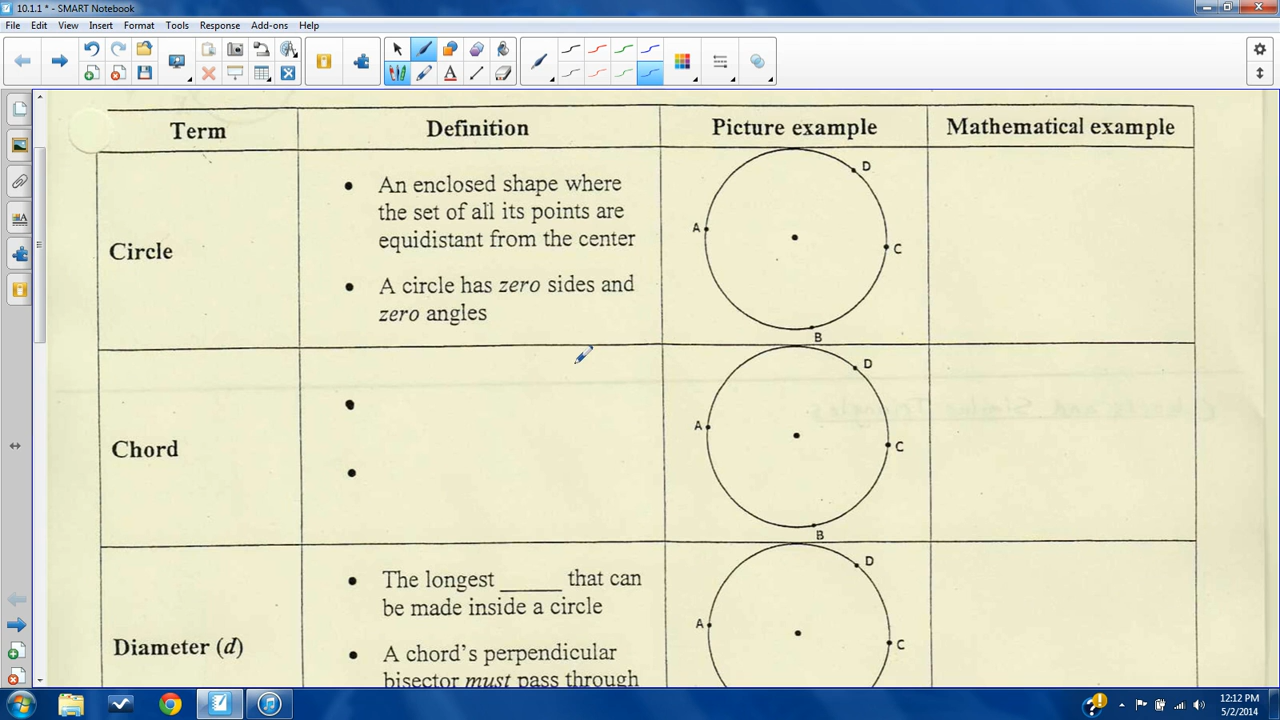 10.1.1 * - SMART Notebook
File Edit View Insert Format Tools Response Add-ons Help
Term Definition Picture example Mathematical example
Circle
• An enclosed shape where
the set of all its points are
equidistant from the center
• A circle has zero sides and
zero angles
D
A
C
B
Chord
•
•
D
A
C
B
Diameter (d)
• The longest _____ that can
be made inside a circle
• A chord's perpendicular
bisector must pass through
D
A
C
12:12 PM
5/2/2014